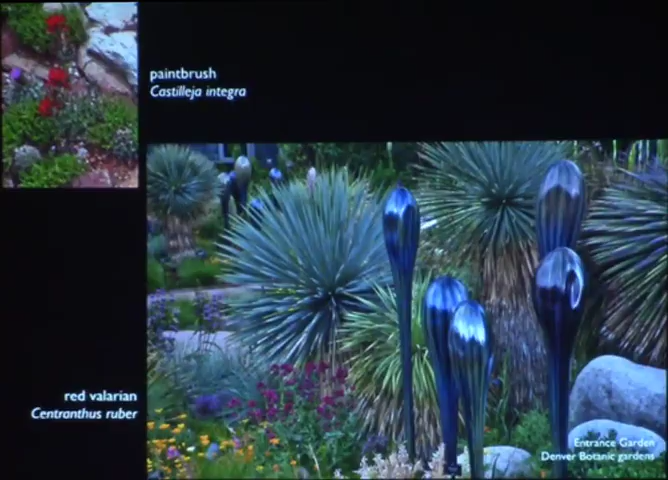 paintbrush
Castilleja integra
red valarian
Centranthus ruber
Entrance Garden
Denver Botanic gardens